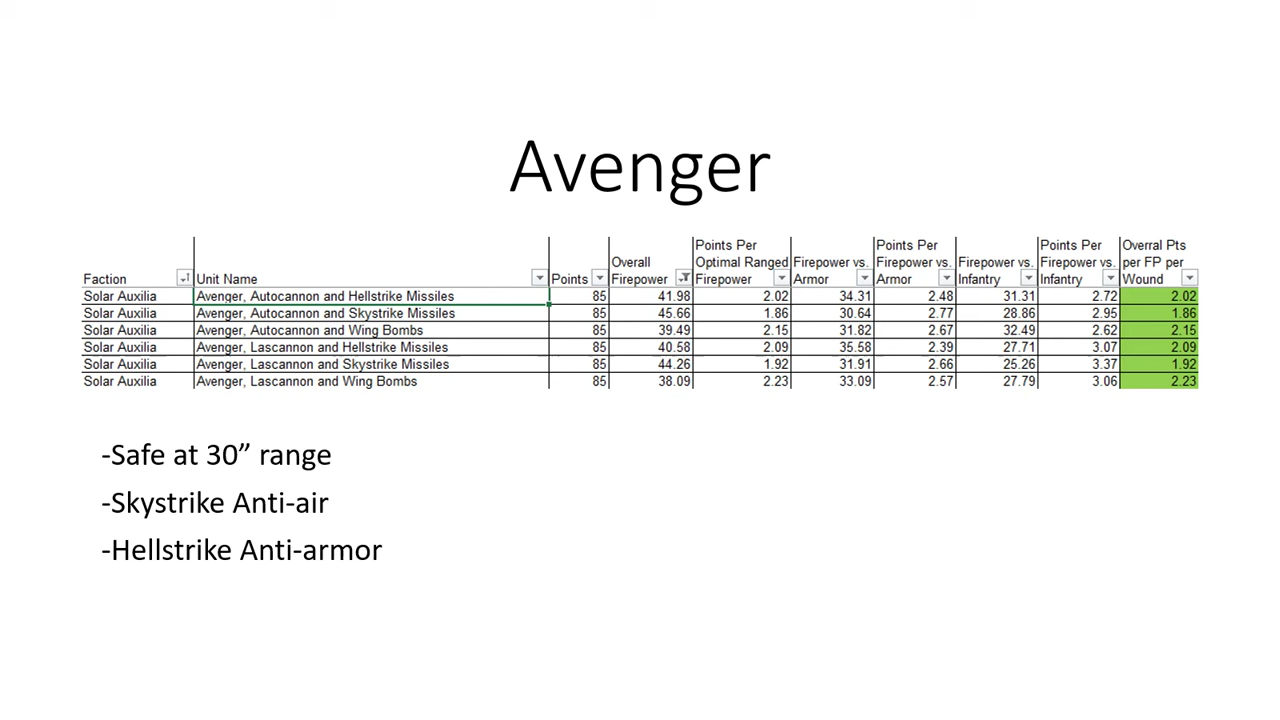 Avenger
Faction Unit Name Points Overall Firepower Points Per Optimal Ranged Firepower Firepower vs. Armor Points Per Firepower vs. Armor Firepower vs. Infantry Points Per Firepower vs. Infantry Overral Pts per FP per Wound
Solar Auxilia Avenger, Autocannon and Hellstrike Missiles 85 41.98 2.02 34.31 2.48 31.31 2.72 2.02
Solar Auxilia Avenger, Autocannon and Skystrike Missiles 85 45.66 1.86 30.64 2.77 28.86 2.95 1.86
Solar Auxilia Avenger, Autocannon and Wing Bombs 85 39.49 2.15 31.82 2.67 32.49 2.62 2.15
Solar Auxilia Avenger, Lascannon and Hellstrike Missiles 85 40.58 2.09 35.58 2.39 27.71 3.07 2.09
Solar Auxilia Avenger, Lascannon and Skystrike Missiles 85 44.26 1.92 31.91 2.66 25.26 3.37 1.92
Solar Auxilia Avenger, Lascannon and Wing Bombs 85 38.09 2.23 33.09 2.57 27.79 3.06 2.23
-Safe at 30” range
-Skystrike Anti-air
-Hellstrike Anti-armor